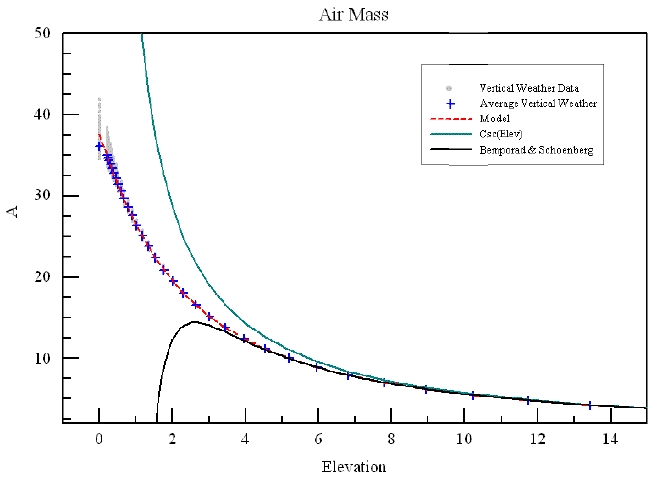 Air Mass
50
40
30
20
10
A
Vertical Weather Data
Average Vertical Weather
Model
Csc(Elev)
Bemporad & Schoenberg
0 2 4 6 8 10 12 14
Elevation